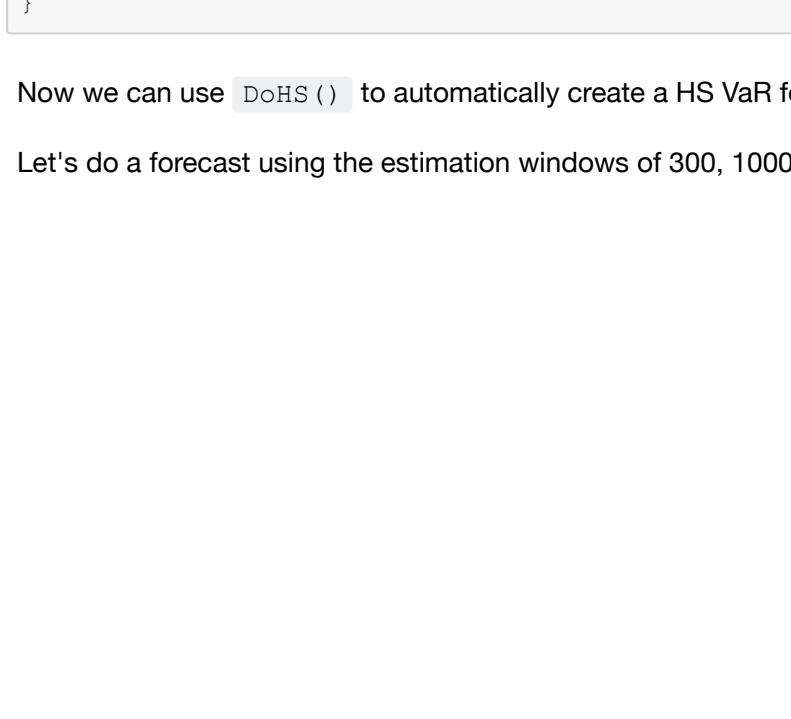 }
Now we can use DoHS() to automatically create a HS VaR
Let's do a forecast using the estimation windows of 300, 1000